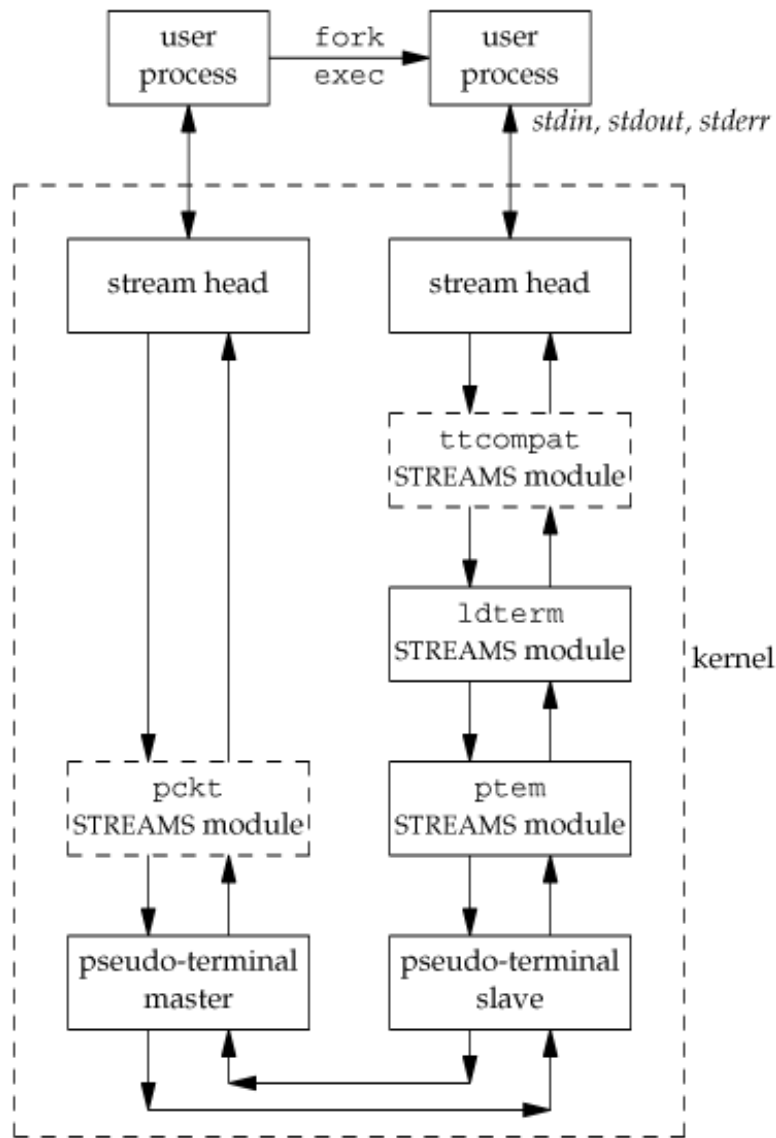 user
process
fork
exec
user
process
stdin, stdout, stderr
stream head
stream head
ttcompat
STREAMS module
ldterm
STREAMS module
kernel
pckt
STREAMS module
ptem
STREAMS module
pseudo-terminal
master
pseudo-terminal
slave